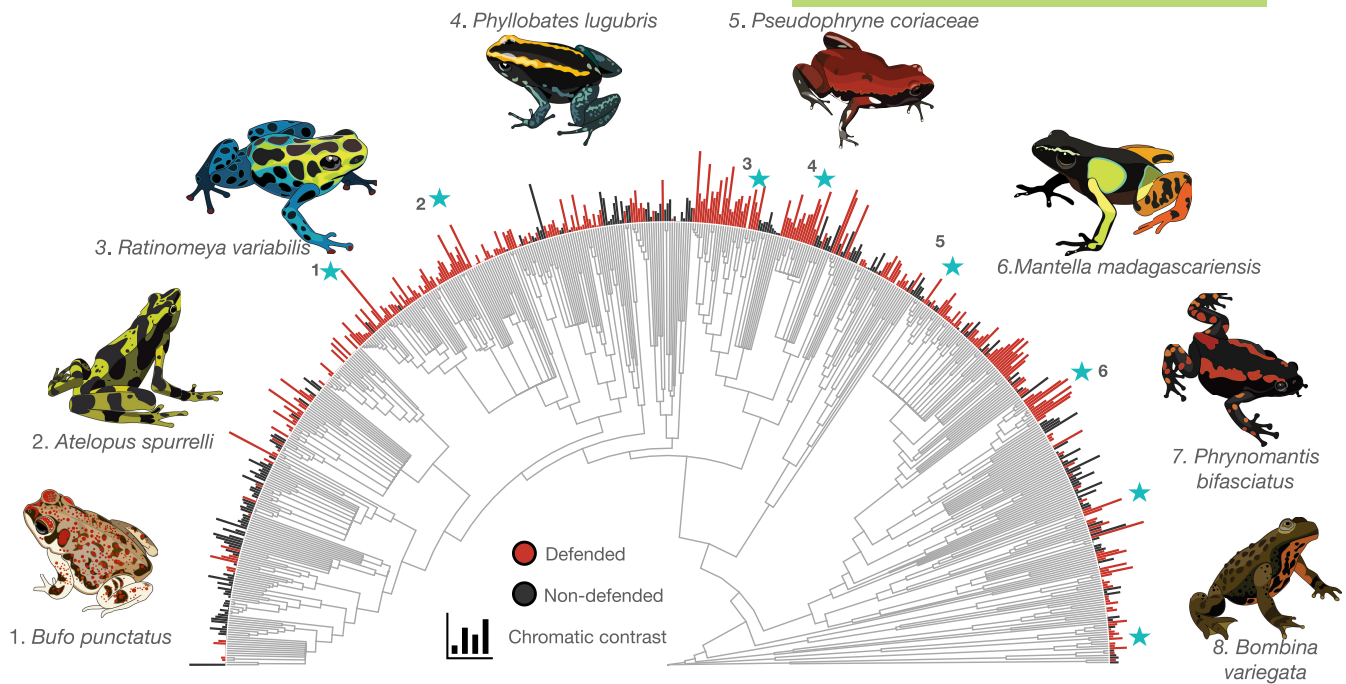 4. Phyllobates lugubris
5. Pseudophryne coriaceae
3. Ratinomeya variabilis
6.Mantella madagascariensis
2. Atelopus spurrelli
7. Phrynomantis
bifasciatus
1. Bufo punctatus
8. Bombina
variegata
1
2
3
4
5
6
Defended
Non-defended
Chromatic contrast